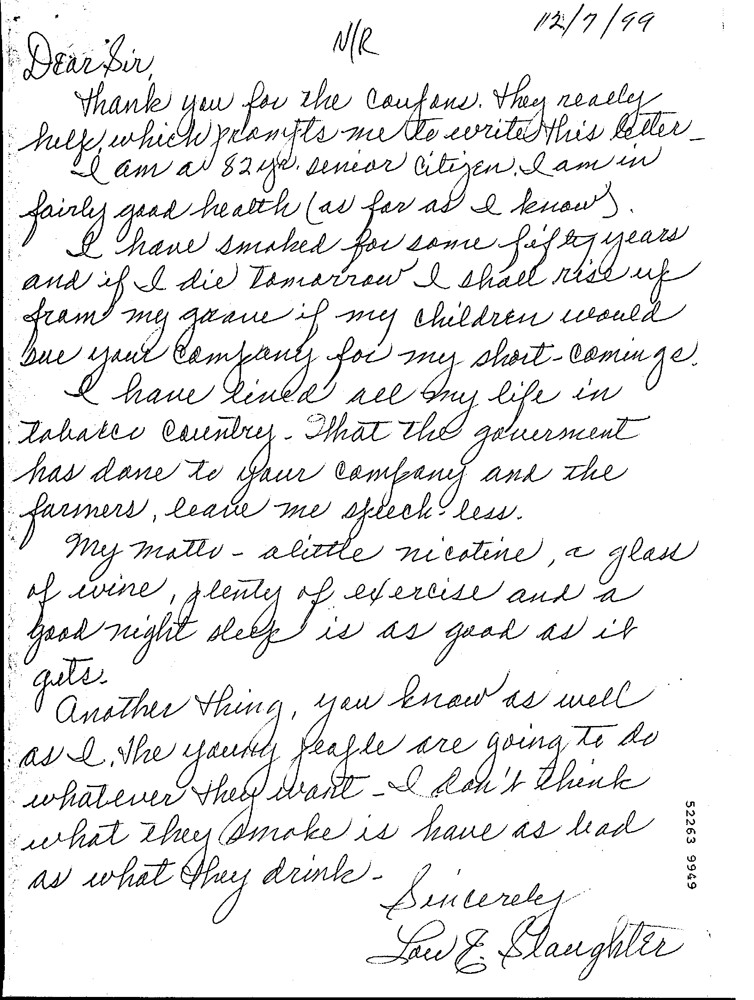 12/7/99
N/R
Dear Sir,
Thank you for the coupons. They really
help, which prompts me to write this letter -
I am a 82 yr. senior citizen. I am in
fairly good health (as far as I know).
I have smoked for some fifty years
and if I die tomorrow I shall rise up
from my grave if my children would
sue your company for my short-comings.
I have lived all my life in
tobacco country - What the goverment
has done to your company and the
farmers, leave me speech-less.
My motto - alittle nicotine, a glass
of wine, plenty of exercise and a
good night sleep is as good as it
gets.
Another thing, you know as well
as I, the young people are going to do
whatever they want - I don't think
what they smoke is have as bad
as what they drink -
Sincerely
Lou E. Slaughter
52263 9949